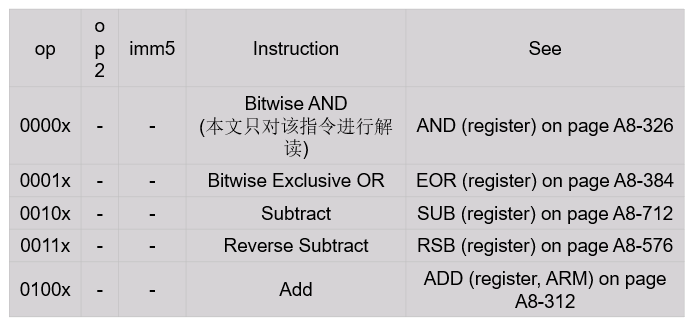 op op2 imm5 Instruction See
0000x - - Bitwise AND AND (register) on page A8-326
(本文只对该指令进行解
读)
0001x - - Bitwise Exclusive OR EOR (register) on page A8-384
0010x - - Subtract SUB (register) on page A8-712
0011x - - Reverse Subtract RSB (register) on page A8-576
0100x - - Add ADD (register, ARM) on page
A8-312